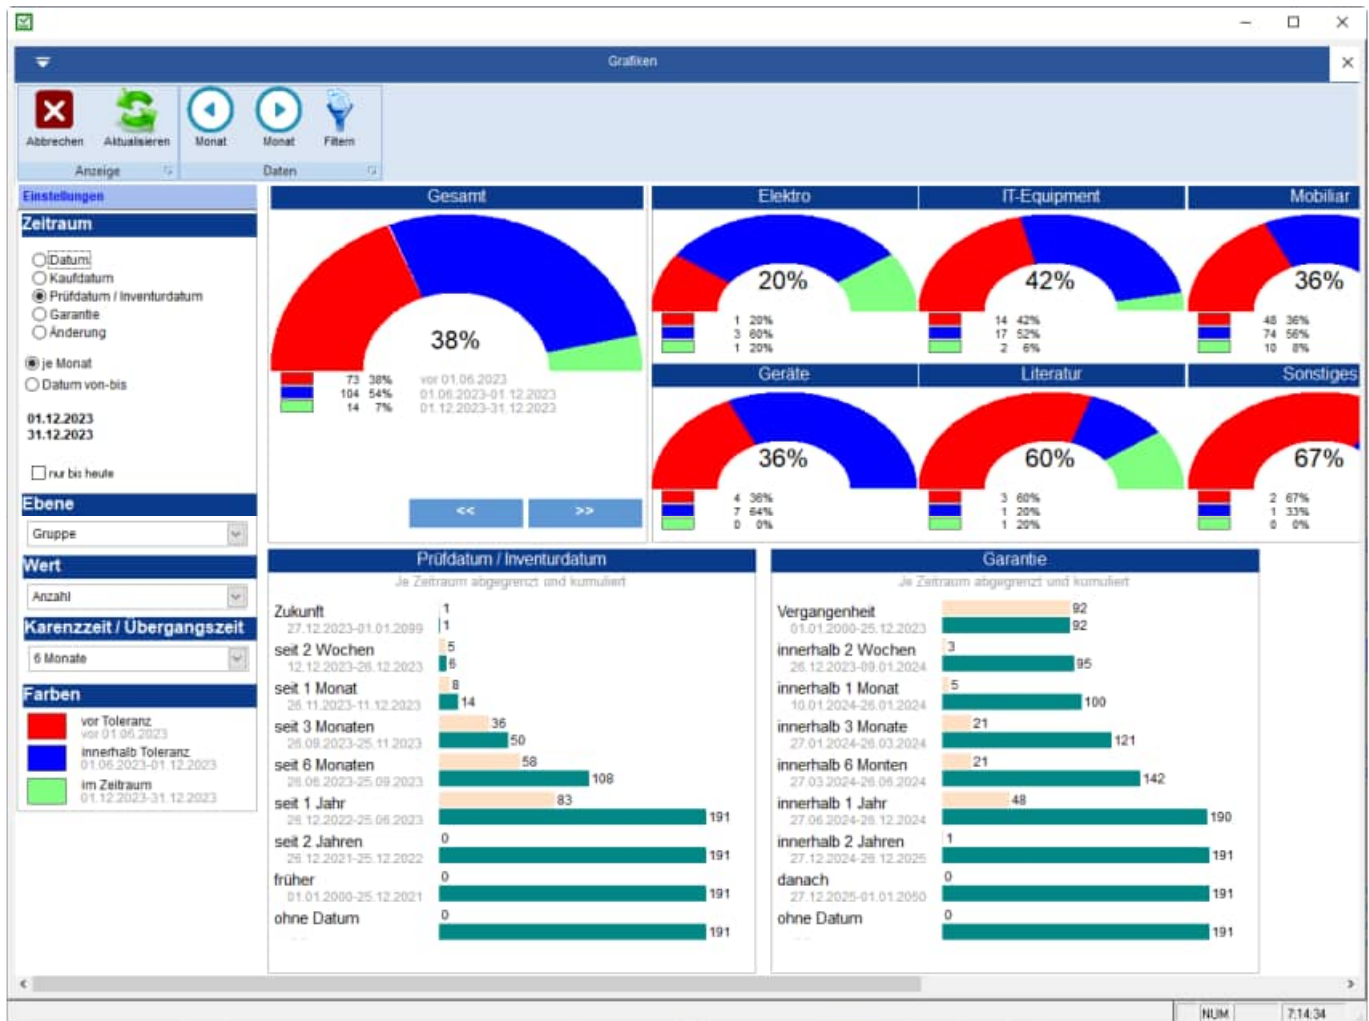 Grafiken
Abbrechen Aktualisieren Monat Monat Filtern
Anzeige Daten
Einstellungen
Zeitraum
Datum
Kaufdatum
Prüfdatum / Inventurdatum
Garantie
Änderung
je Monat
Datum von-bis
01.12.2023
31.12.2023
nur bis heute
Ebene
Gruppe
Wert
Anzahl
Karenzzeit / Übergangszeit
6 Monate
Farben
vor Toleranz
vor 01.06.2023
innerhalb Toleranz
01.06.2023-01.12.2023
im Zeitraum
01.12.2023-31.12.2023
Gesamt
38%
73 38% vor 01.06.2023
104 54% 01.06.2023-01.12.2023
14 7% 01.12.2023-31.12.2023
<< >>
Elektro
20%
1 20%
3 60%
1 20%
IT-Equipment
42%
14 42%
17 52%
2 6%
Mobiliar
36%
48 36%
74 56%
10 8%
Geräte
36%
4 36%
7 64%
0 0%
Literatur
60%
3 60%
1 20%
1 20%
Sonstiges
67%
2 67%
1 33%
0 0%
Prüfdatum / Inventurdatum
Je Zeitraum abgegrenzt und kumuliert
Zukunft 1
27.12.2023-01.01.2099 1
seit 2 Wochen 5
12.12.2023-26.12.2023 6
seit 1 Monat 8
26.11.2023-11.12.2023 14
seit 3 Monaten 36
26.09.2023-25.11.2023 50
seit 6 Monaten 58
26.06.2023-25.09.2023 108
seit 1 Jahr 83
26.12.2022-25.06.2023 191
seit 2 Jahren 0
26.12.2021-25.12.2022 191
früher 0
01.01.2000-25.12.2021 191
ohne Datum 0
191
Garantie
Je Zeitraum abgegrenzt und kumuliert
Vergangenheit 92
01.01.2000-25.12.2023 92
innerhalb 2 Wochen 3
26.12.2023-09.01.2024 95
innerhalb 1 Monat 5
10.01.2024-26.01.2024 100
innerhalb 3 Monate 21
27.01.2024-26.03.2024 121
innerhalb 6 Monten 21
27.03.2024-26.06.2024 142
innerhalb 1 Jahr 48
27.06.2024-26.12.2024 190
innerhalb 2 Jahren 1
27.12.2024-26.12.2025 191
danach 0
27.12.2025-01.01.2050 191
ohne Datum 0
191
NUM 7:14:34